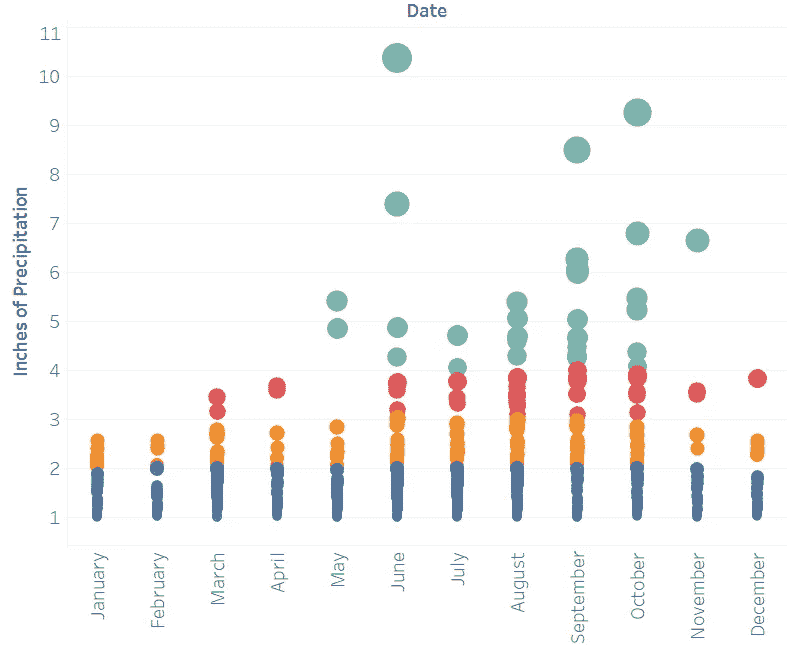 Date
Inches of Precipitation
11
10
9
8
7
6
5
4
3
2
1
January
February
March
April
May
June
July
August
September
October
November
December